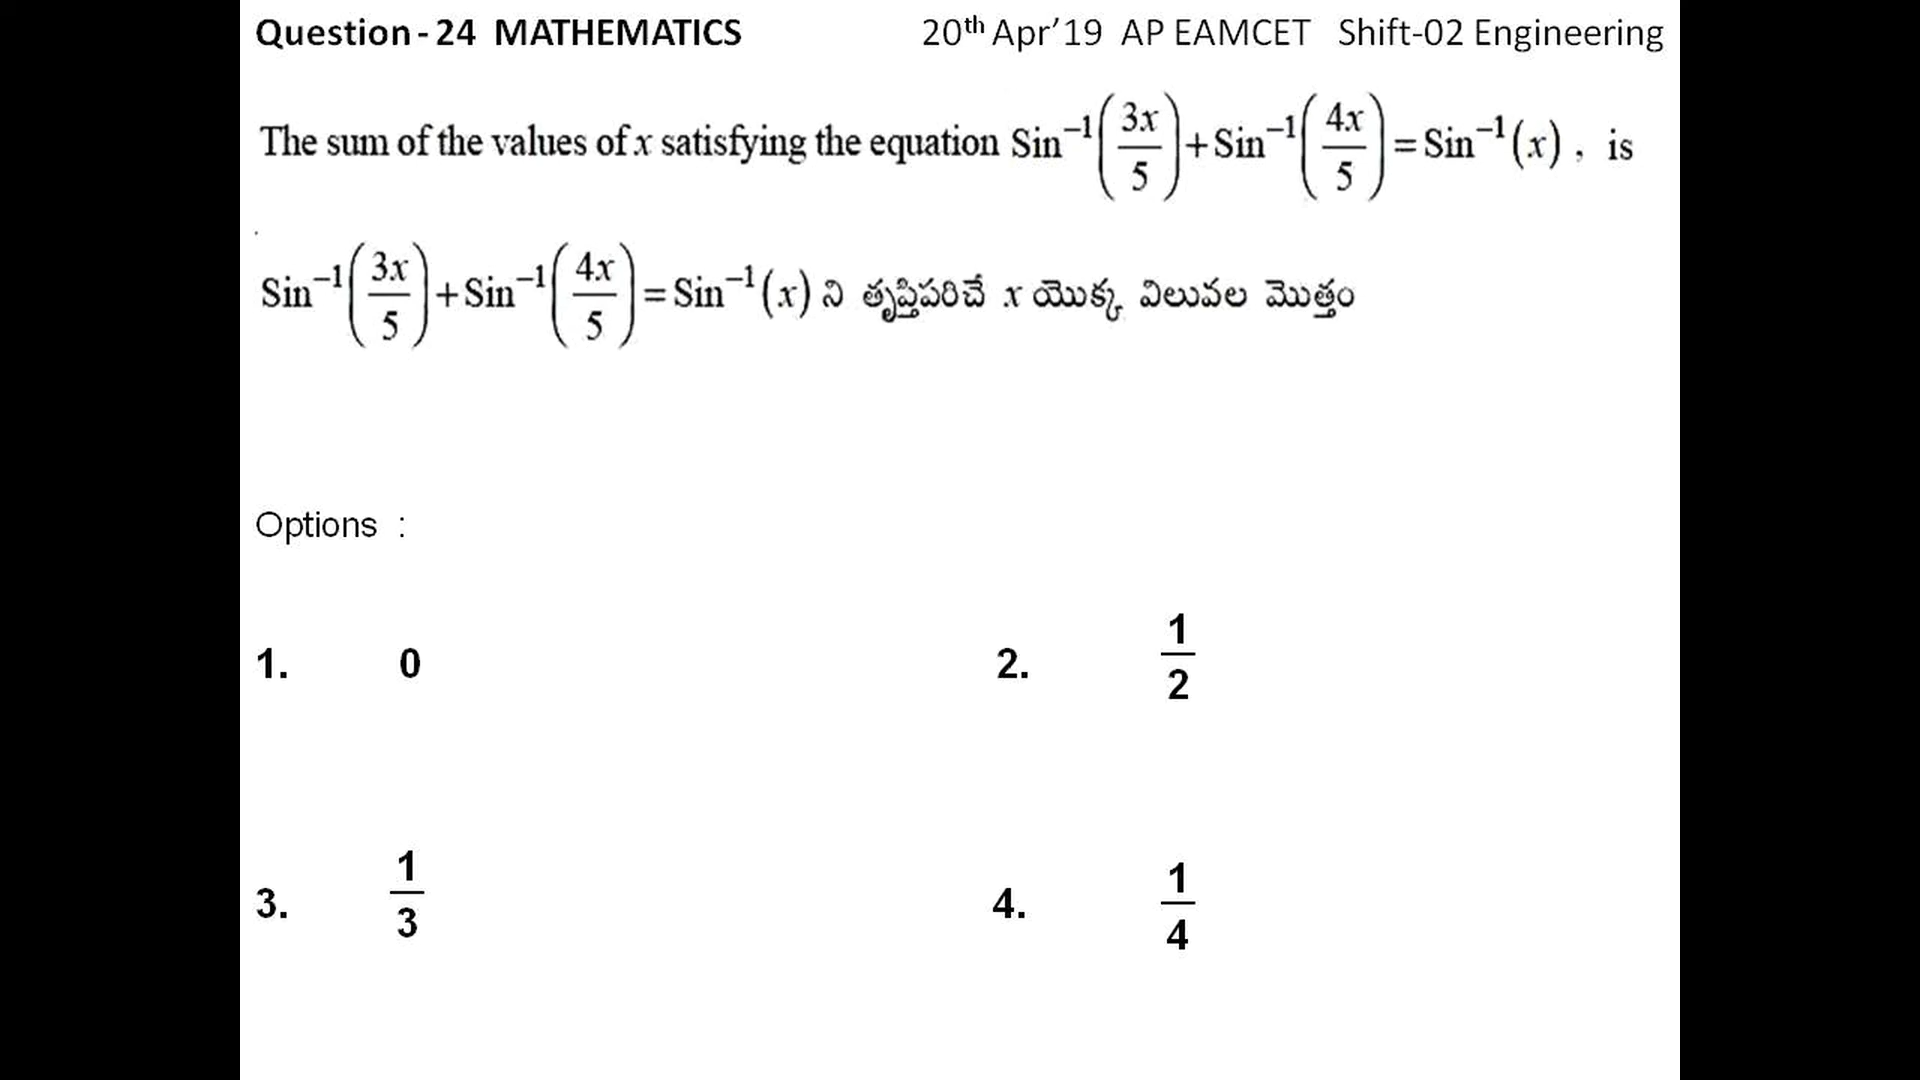 Question - 24 MATHEMATICS 20th Apr’19 AP EAMCET Shift-02 Engineering
The sum of the values of x satisfying the equation Sin⁻¹(3x/5) + Sin⁻¹(4x/5) = Sin⁻¹(x) , is
Sin⁻¹(3x/5) + Sin⁻¹(4x/5) = Sin⁻¹(x) ని తృప్తిపరిచే x యొక్క విలువల మొత్తం
Options :
1. 0 2. 1/2
3. 1/3 4. 1/4